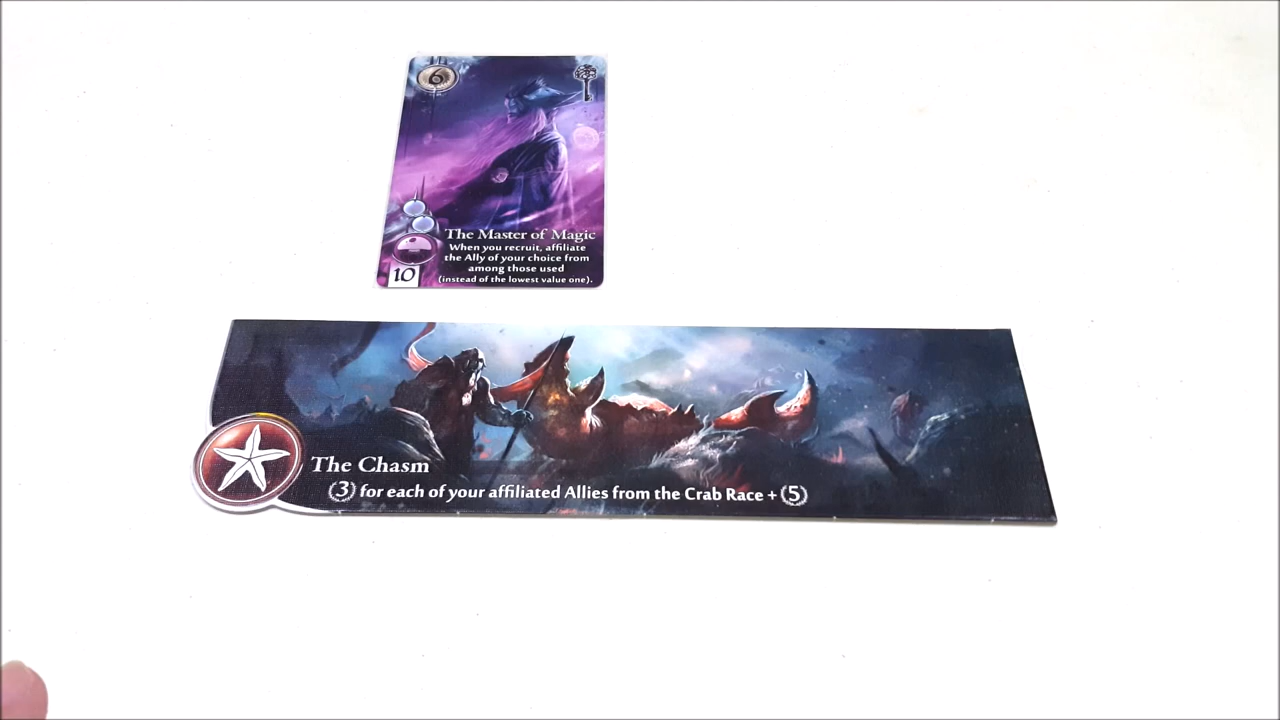 6
The Master of Magic
When you recruit, affiliate
the Ally of your choice from
among those used
(instead of the lowest value one).
10
The Chasm
3 for each of your affiliated Allies from the Crab Race + 5